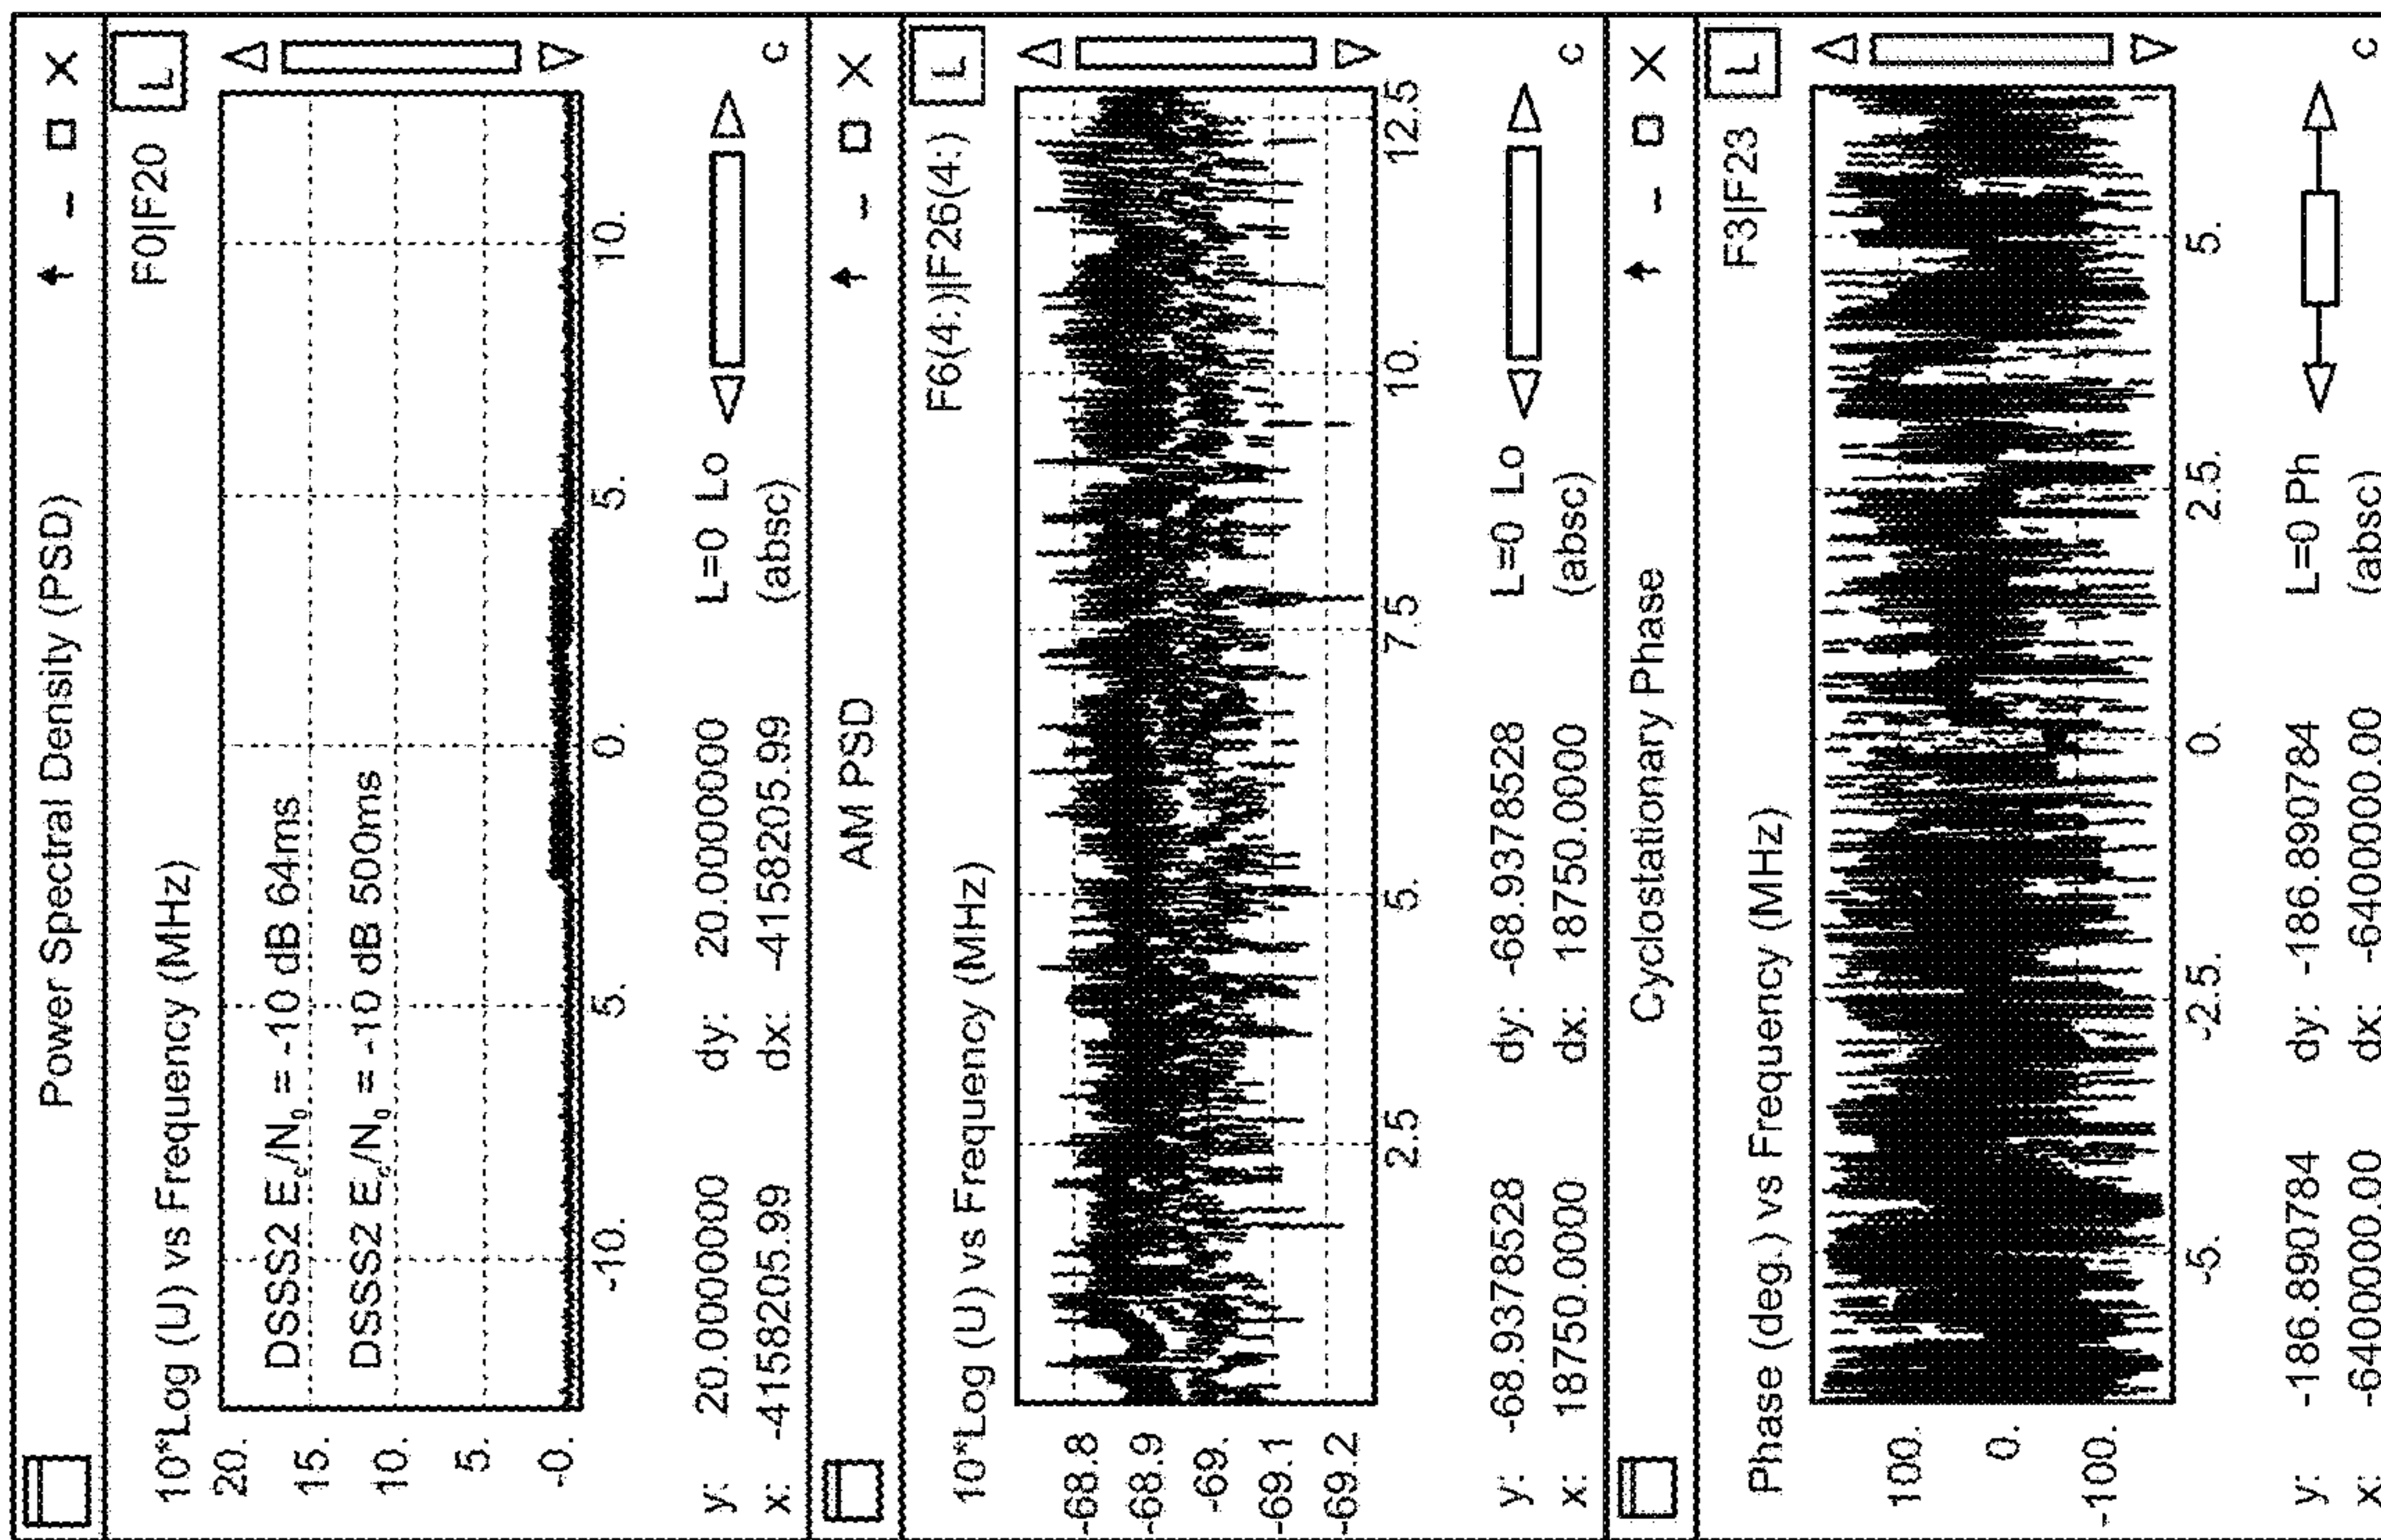 Power Spectral Density (PSD)
10*Log (U) vs Frequency (MHz)
F0|F20
L
20.
15.
10.
5.
-0.
DSSS2 Ec/N0 = -10 dB 64ms
DSSS2 Ec/N0 = -10 dB 500ms
-10. 5. 0. 5. 10.
y: 20.0000000 dy: 20.0000000 L=0 Lo
x: -4158205.99 dx: -4158205.99 (absc) c
AM PSD
10*Log (U) vs Frequency (MHz)
F6(4:)|F26(4:)
L
-68.8
-68.9
-69.
-69.1
-69.2
2.5 5. 7.5 10. 12.5
y: -68.9378528 dy: -68.9378528 L=0 Lo
x: 18750.0000 dx: 18750.0000 (absc) c
Cyclostationary Phase
Phase (deg.) vs Frequency (MHz)
F3|F23
L
100.
0.
-100.
-5. -2.5. 0. 2.5. 5.
y: -186.890784 dy: -186.890784 L=0 Ph
x: -6400000.00 dx: -6400000.00 (absc) c